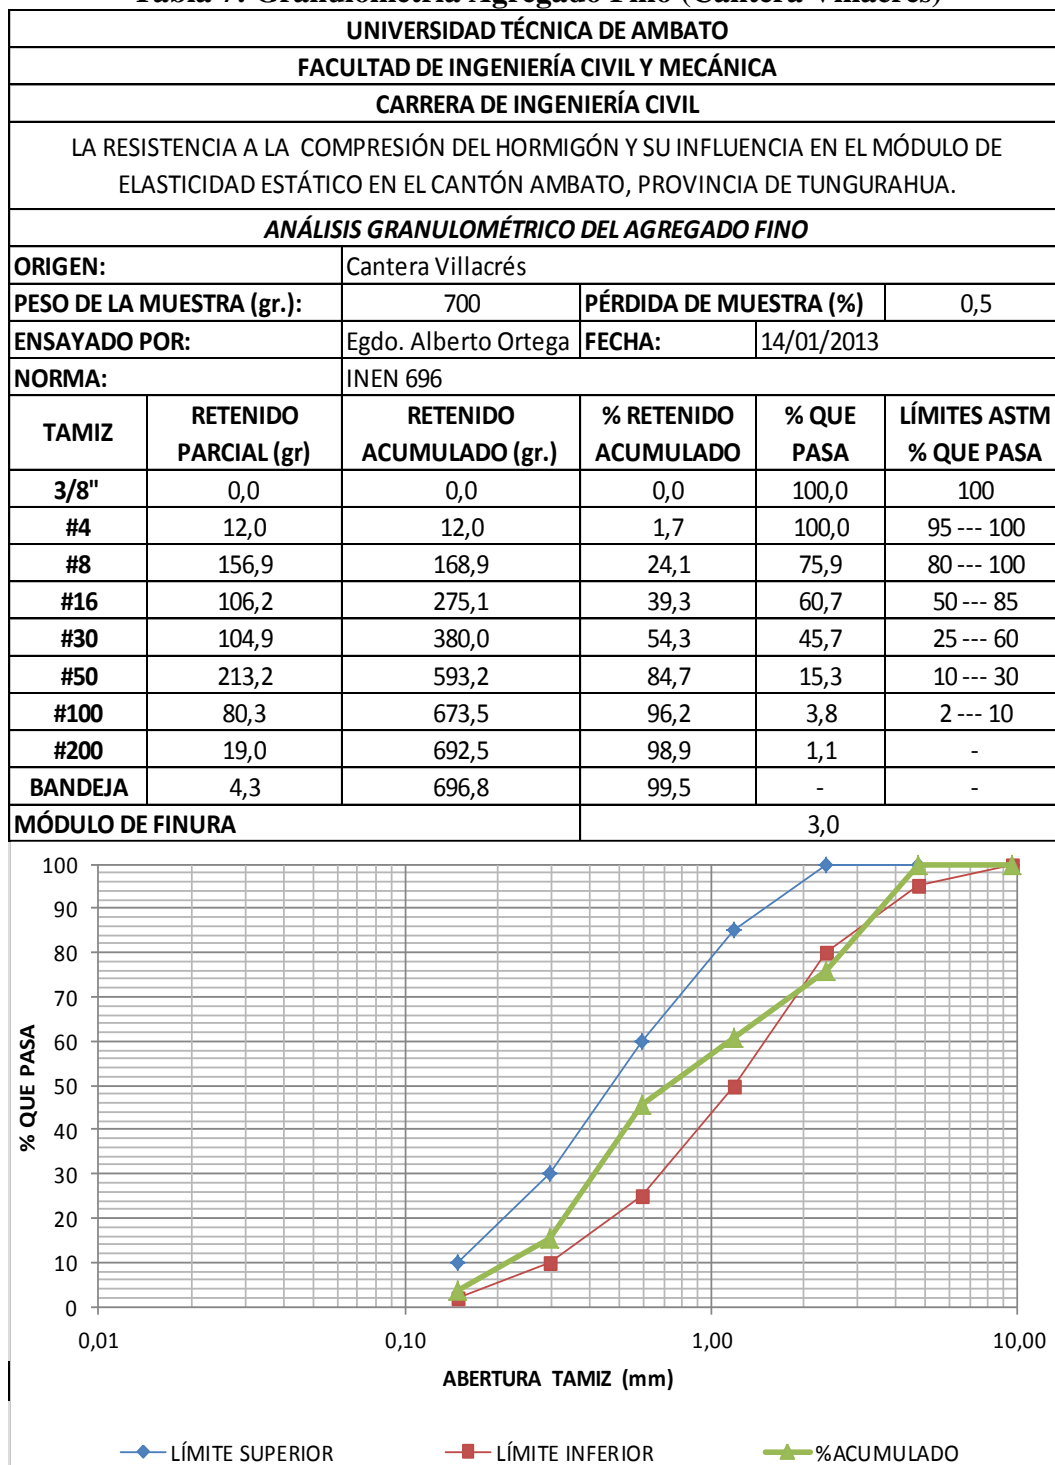 Tabla 7. Granulometría Agregado Fino (Cantera Villacrés)
UNIVERSIDAD TÉCNICA DE AMBATO
FACULTAD DE INGENIERÍA CIVIL Y MECÁNICA
CARRERA DE INGENIERÍA CIVIL
LA RESISTENCIA A LA COMPRESIÓN DEL HORMIGÓN Y SU INFLUENCIA EN EL MÓDULO DE
ELASTICIDAD ESTÁTICO EN EL CANTÓN AMBATO, PROVINCIA DE TUNGURAHUA.
ANÁLISIS GRANULOMÉTRICO DEL AGREGADO FINO
ORIGEN: Cantera Villacrés
PESO DE LA MUESTRA (gr.): 700 PÉRDIDA DE MUESTRA (%) 0,5
ENSAYADO POR: Egdo. Alberto Ortega FECHA: 14/01/2013
NORMA: INEN 696
TAMIZ RETENIDO PARCIAL (gr) RETENIDO ACUMULADO (gr.) % RETENIDO ACUMULADO % QUE PASA LÍMITES ASTM % QUE PASA
3/8" 0,0 0,0 0,0 100,0 100
#4 12,0 12,0 1,7 100,0 95 --- 100
#8 156,9 168,9 24,1 75,9 80 --- 100
#16 106,2 275,1 39,3 60,7 50 --- 85
#30 104,9 380,0 54,3 45,7 25 --- 60
#50 213,2 593,2 84,7 15,3 10 --- 30
#100 80,3 673,5 96,2 3,8 2 --- 10
#200 19,0 692,5 98,9 1,1 -
BANDEJA 4,3 696,8 99,5 - -
MÓDULO DE FINURA 3,0
100
90
80
70
60
50
40
30
20
10
0
% QUE PASA
0,01 0,10 1,00 10,00
ABERTURA TAMIZ (mm)
LÍMITE SUPERIOR LÍMITE INFERIOR %ACUMULADO